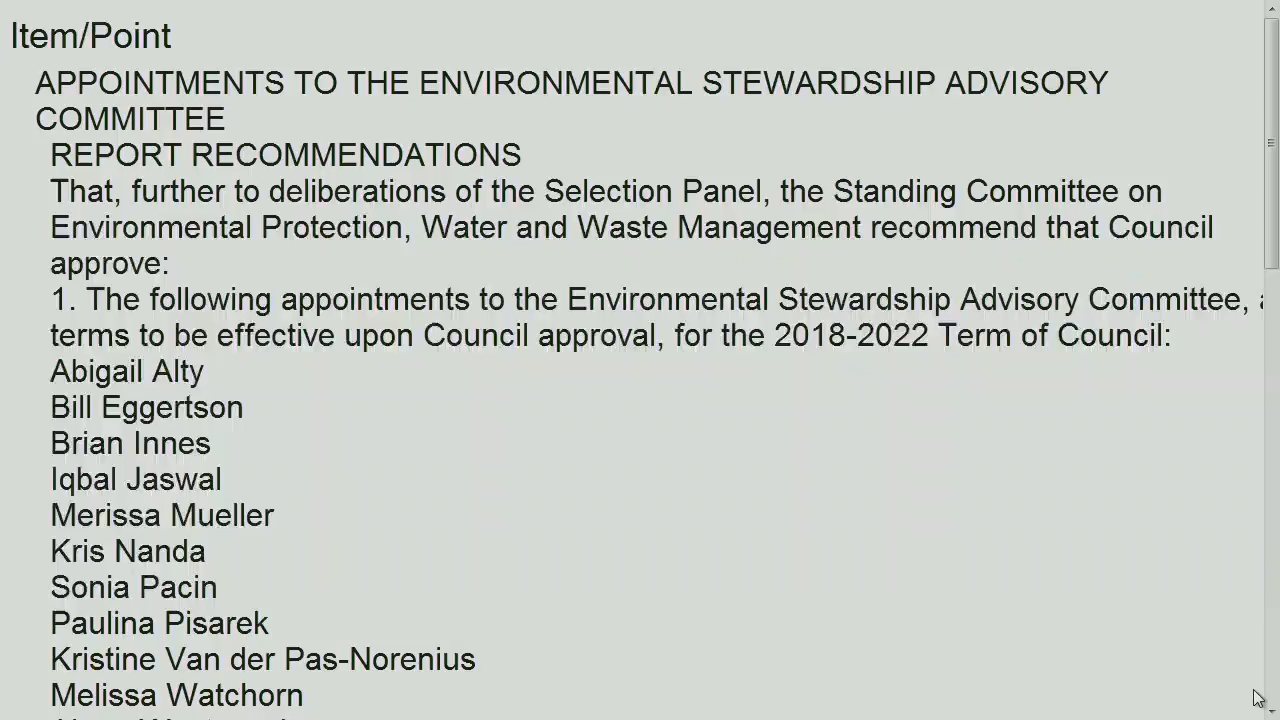 Item/Point
APPOINTMENTS TO THE ENVIRONMENTAL STEWARDSHIP ADVISORY
COMMITTEE
REPORT RECOMMENDATIONS
That, further to deliberations of the Selection Panel, the Standing Committee on
Environmental Protection, Water and Waste Management recommend that Council
approve:
1. The following appointments to the Environmental Stewardship Advisory Committee,
terms to be effective upon Council approval, for the 2018-2022 Term of Council:
Abigail Alty
Bill Eggertson
Brian Innes
Iqbal Jaswal
Merissa Mueller
Kris Nanda
Sonia Pacin
Paulina Pisarek
Kristine Van der Pas-Norenius
Melissa Watchorn